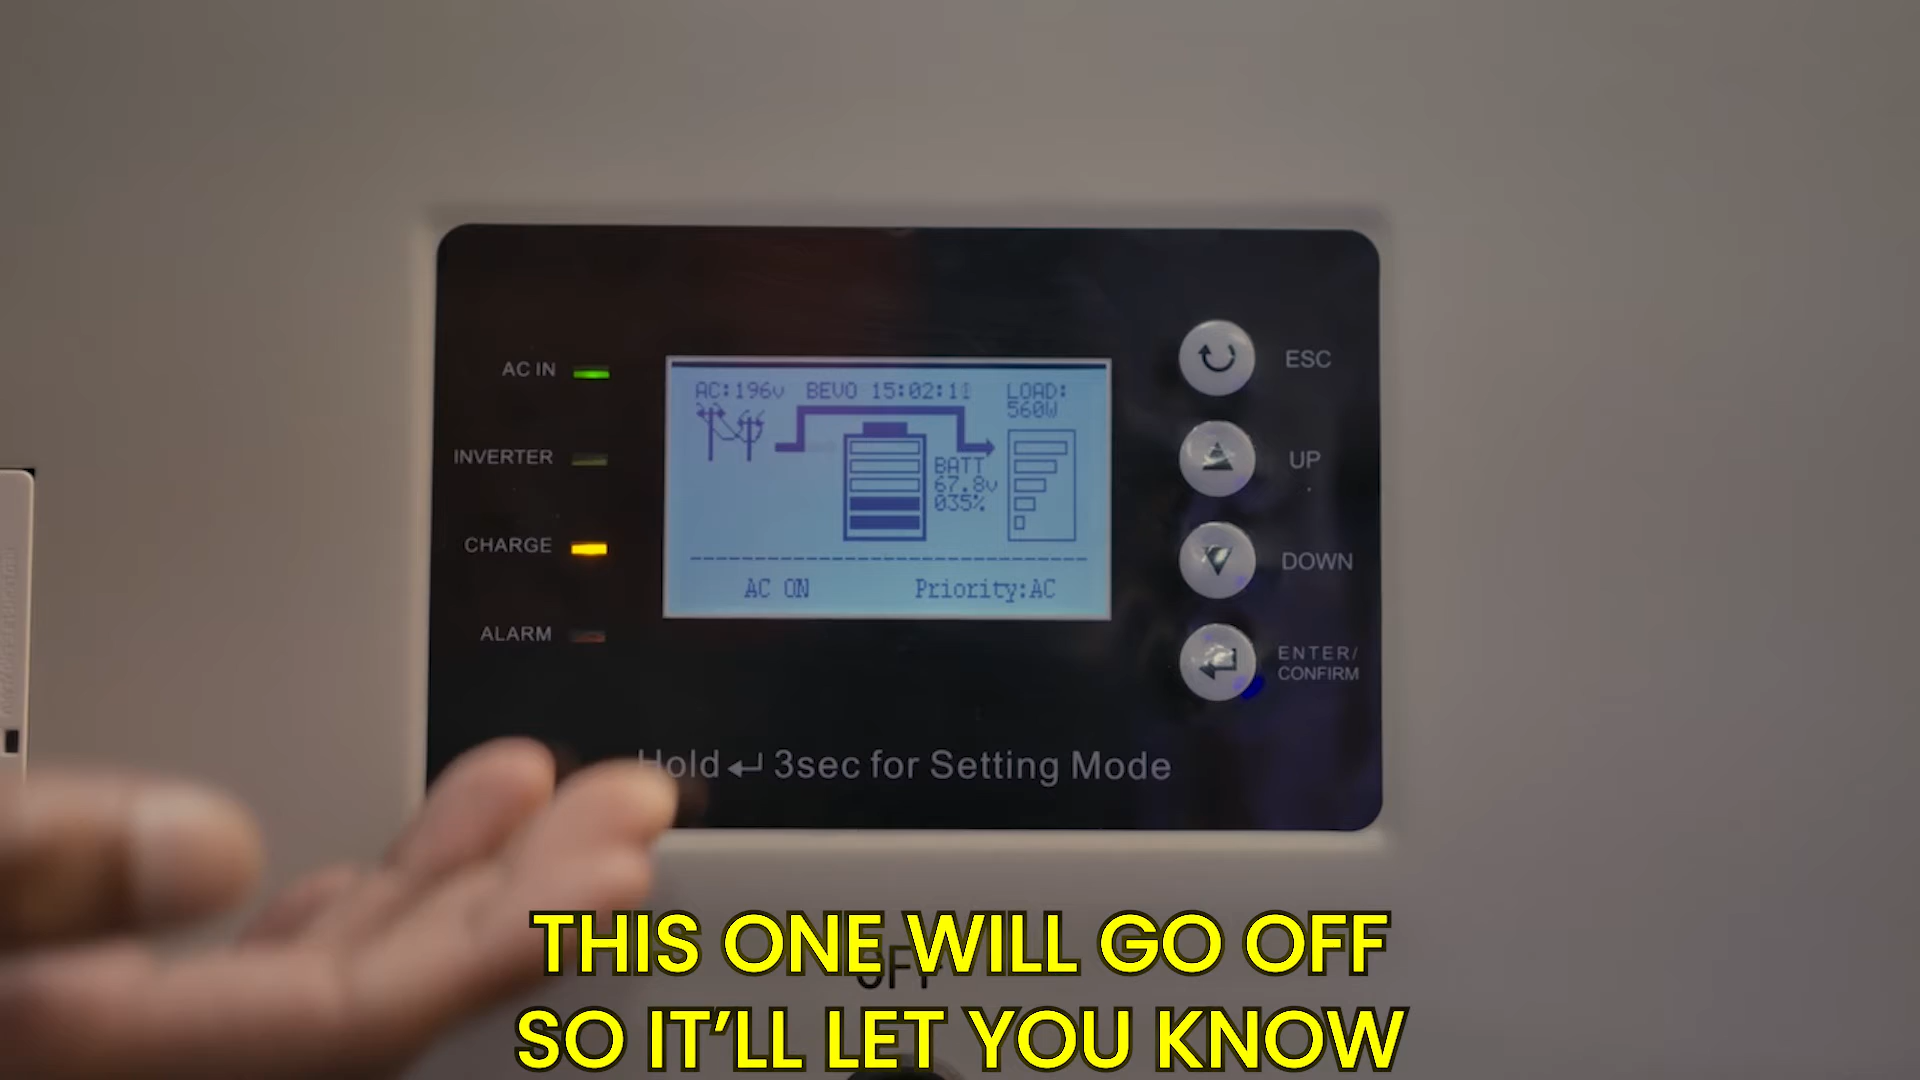 AC IN
INVERTER
CHARGE
ALARM
AC:196v BEVO 15:02:11 LOAD:
560W
BATT
67.8v
035%
AC ON Priority:AC
ESC
UP
DOWN
ENTER/
CONFIRM
Hold ↵ 3sec for Setting Mode
OFF
THIS ONE WILL GO OFF
SO IT'LL LET YOU KNOW